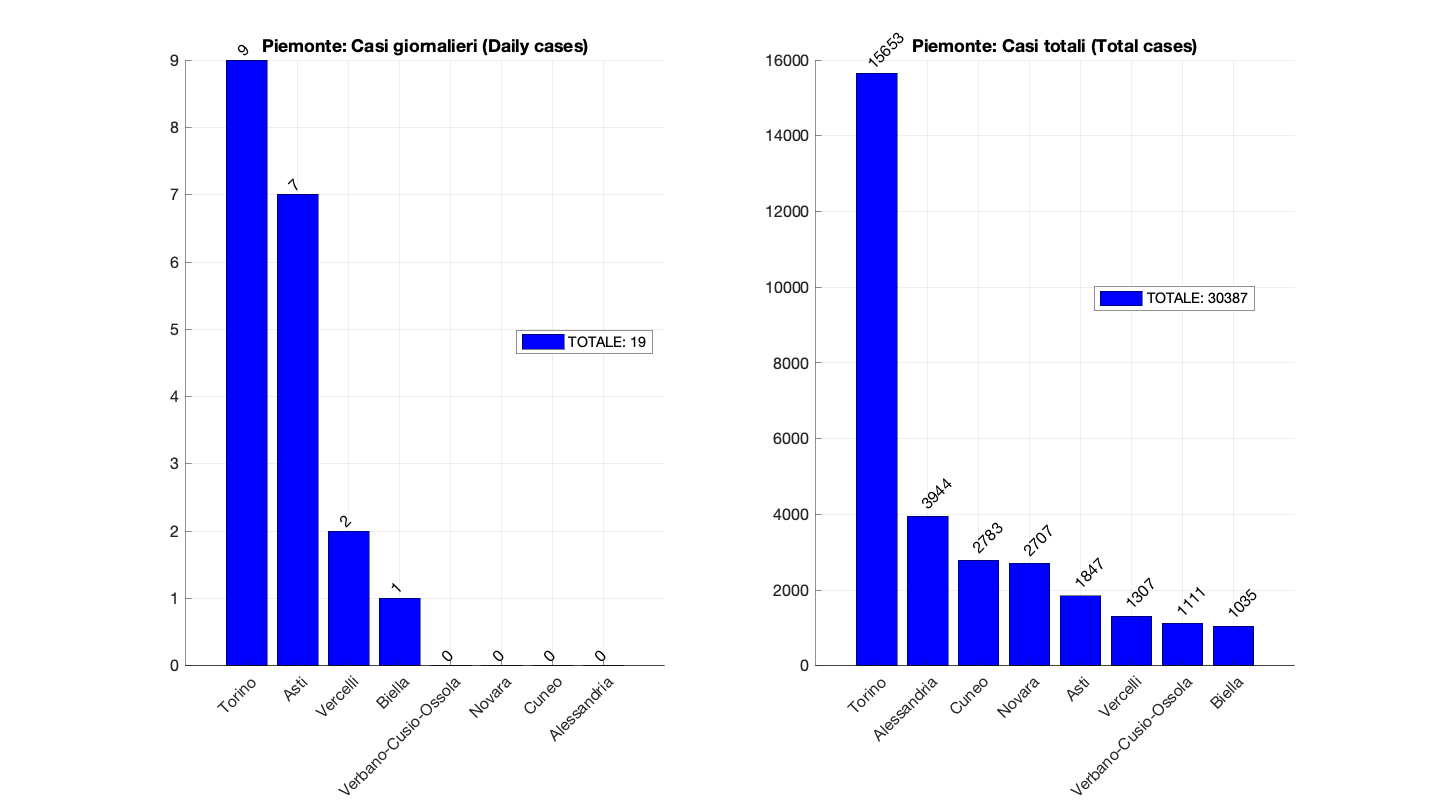 Piemonte: Casi giornalieri (Daily cases)
9
8
7
6
5
4
3
2
1
0
9
7
2
1
0
0
0
0
TOTALE: 19
Torino
Asti
Vercelli
Biella
Verbano-Cusio-Ossola
Novara
Cuneo
Alessandria
Piemonte: Casi totali (Total cases)
16000
14000
12000
10000
8000
6000
4000
2000
0
15653
3944
2783
2707
1847
1307
1111
1035
TOTALE: 30387
Torino
Alessandria
Cuneo
Novara
Asti
Vercelli
Verbano-Cusio-Ossola
Biella